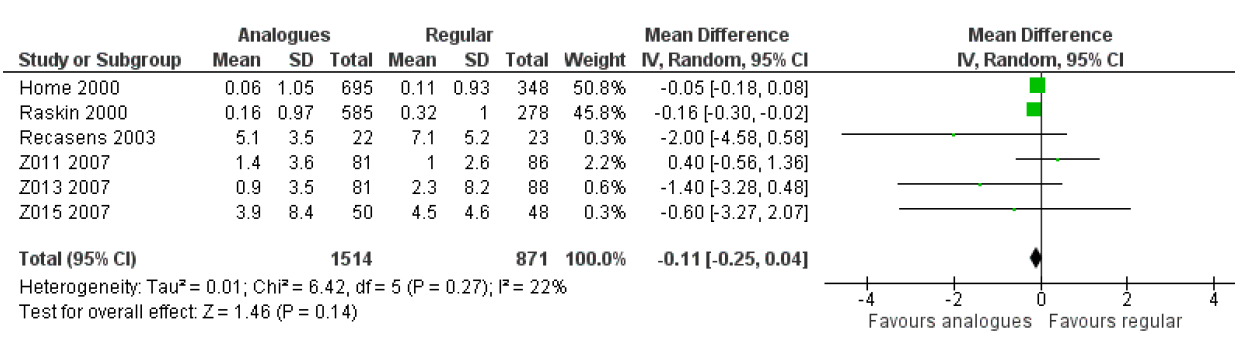 Analogues Regular Mean Difference Mean Difference
Study or Subgroup Mean SD Total Mean SD Total Weight IV, Random, 95% CI IV, Random, 95% CI
Home 2000 0.06 1.05 695 0.11 0.93 348 50.8% -0.05 [-0.18, 0.08]
Raskin 2000 0.16 0.97 585 0.32 1 278 45.8% -0.16 [-0.30, -0.02]
Recasens 2003 5.1 3.5 22 7.1 5.2 23 0.3% -2.00 [-4.58, 0.58]
Z011 2007 1.4 3.6 81 1 2.6 86 2.2% 0.40 [-0.56, 1.36]
Z013 2007 0.9 3.5 81 2.3 8.2 88 0.6% -1.40 [-3.28, 0.48]
Z015 2007 3.9 8.4 50 4.5 4.6 48 0.3% -0.60 [-3.27, 2.07]
Total (95% CI) 1514 871 100.0% -0.11 [-0.25, 0.04]
Heterogeneity: Tau² = 0.01; Chi² = 6.42, df = 5 (P = 0.27); I² = 22%
Test for overall effect: Z = 1.46 (P = 0.14)
-4 -2 0 2 4
Favours analogues Favours regular